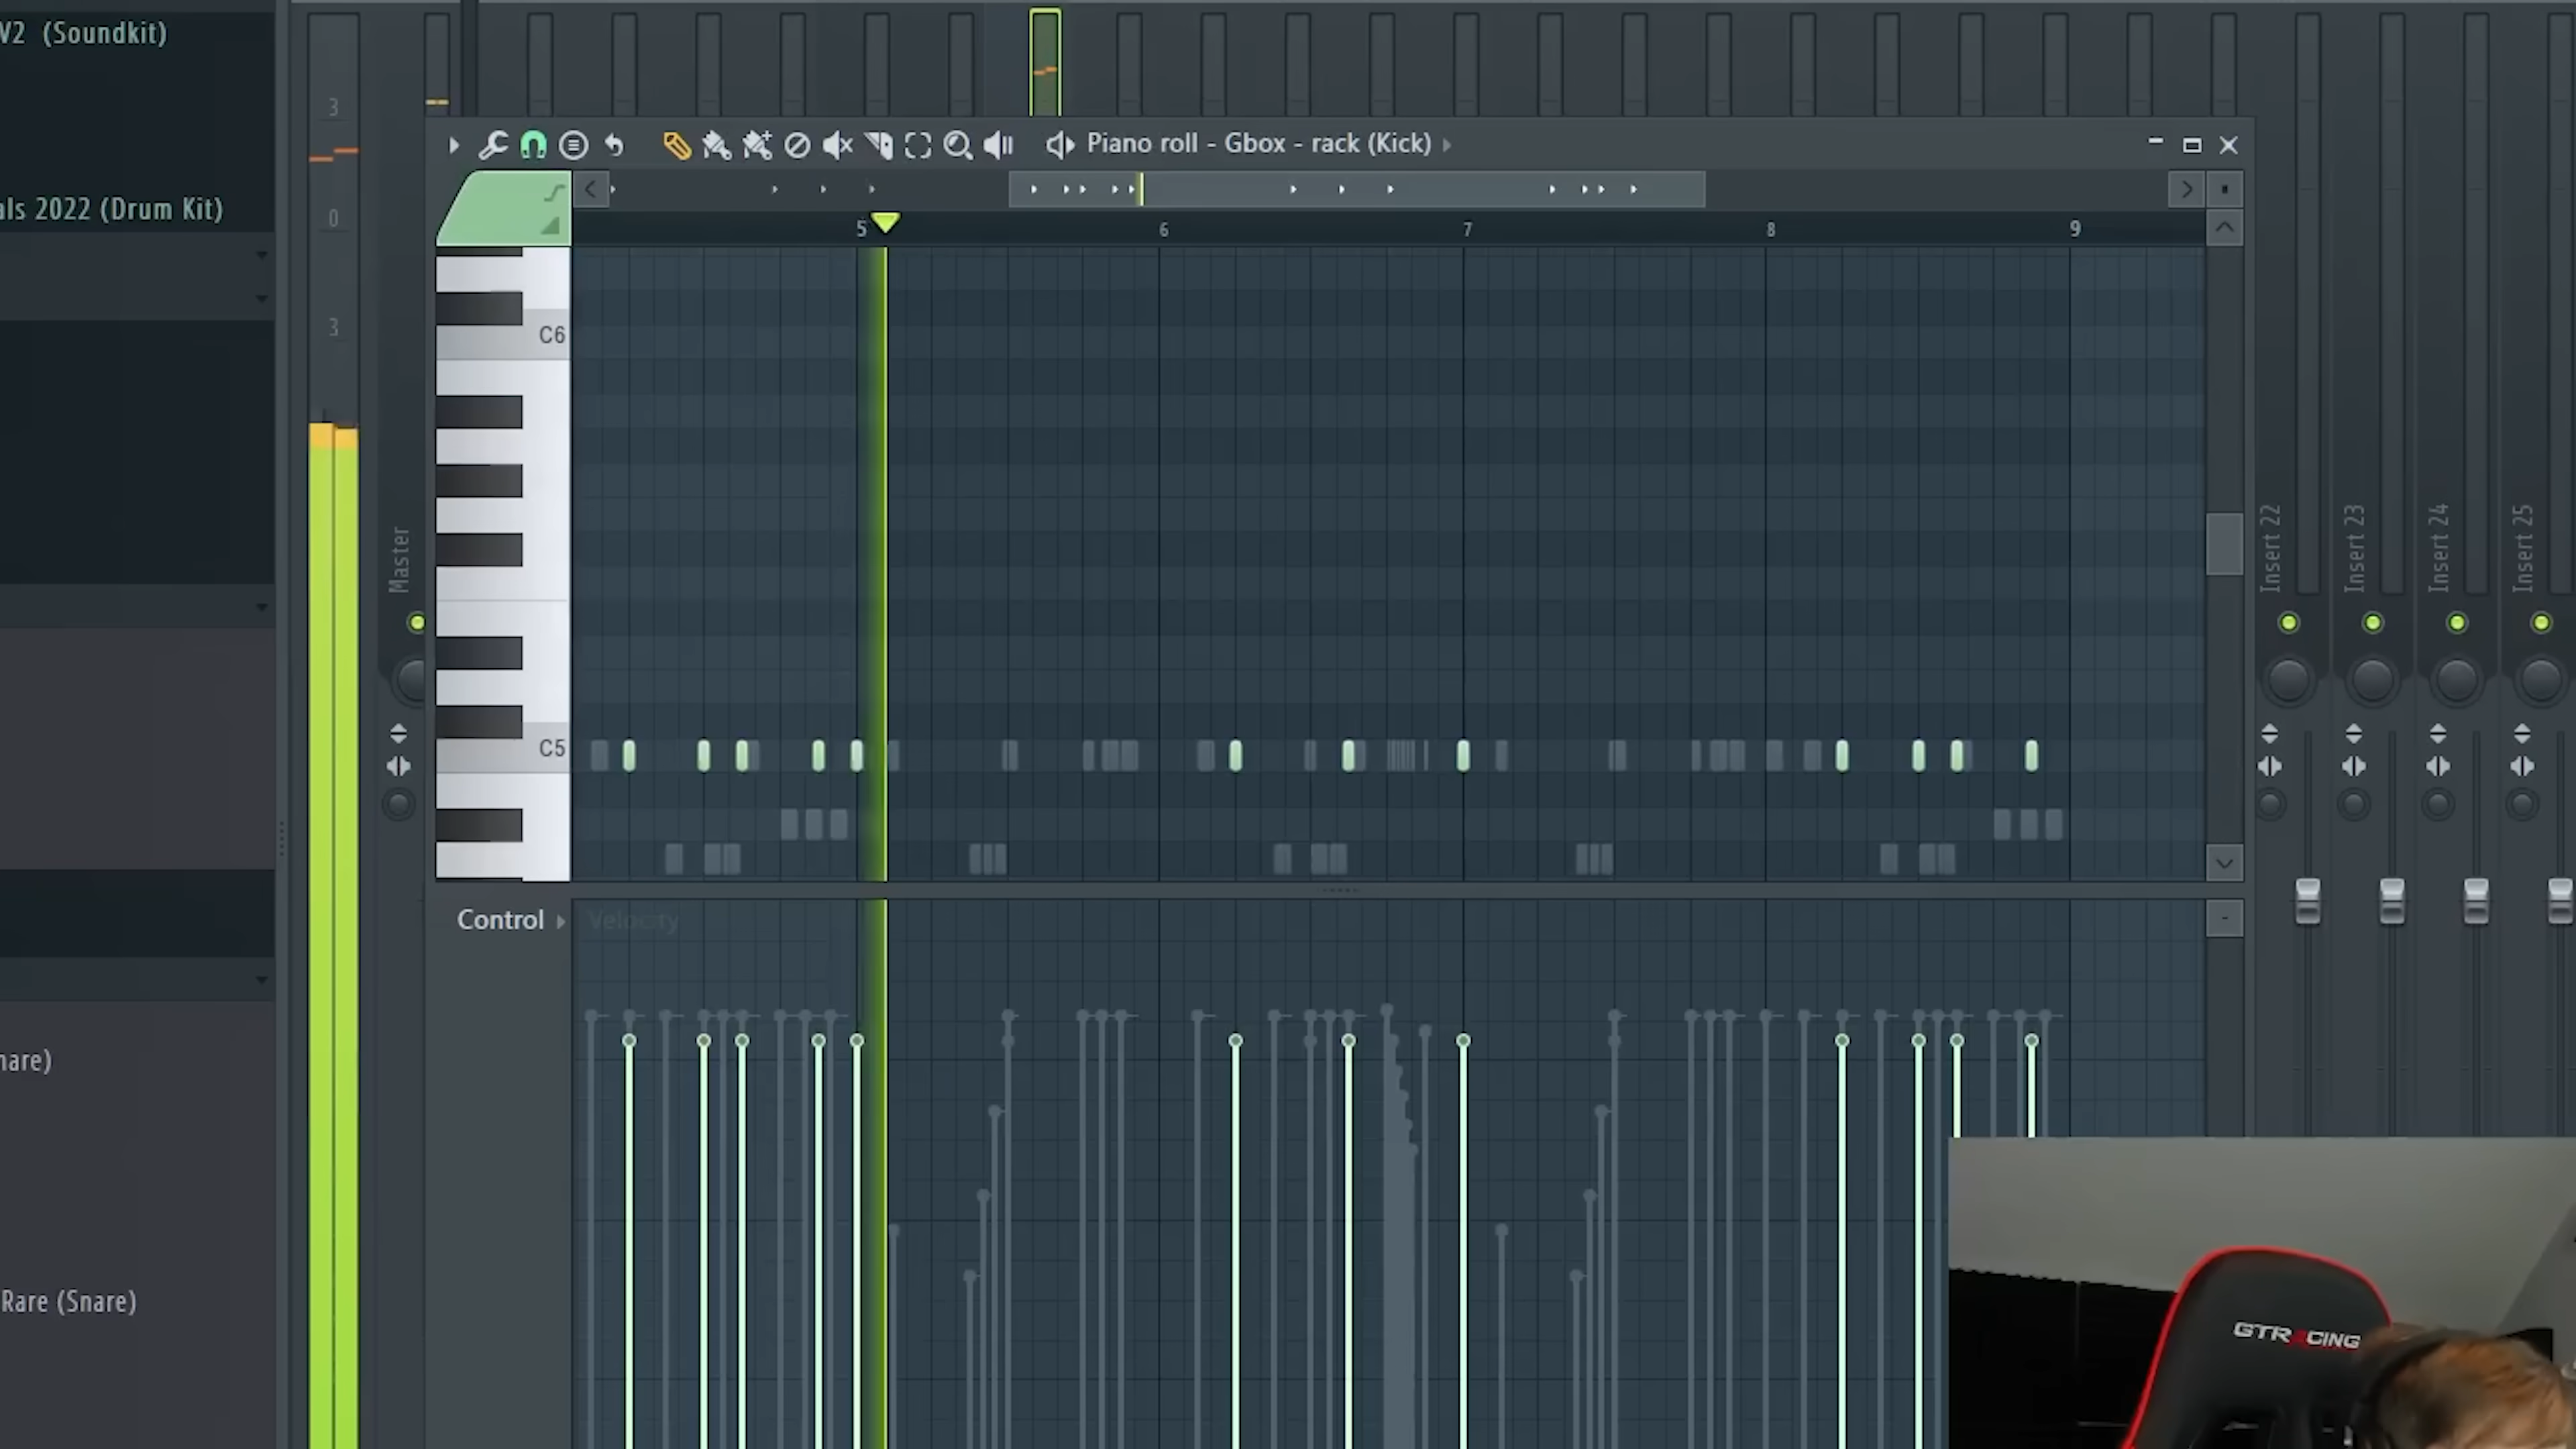 V2 (Soundkit)
als 2022 (Drum Kit)
3
0
3
Piano roll - Gbox - rack (Kick)
5
6
7
8
9
C6
C5
Master
Insert 22
Insert 23
Insert 24
Insert 25
Control
Velocity
nare)
Rare (Snare)
GTRACING